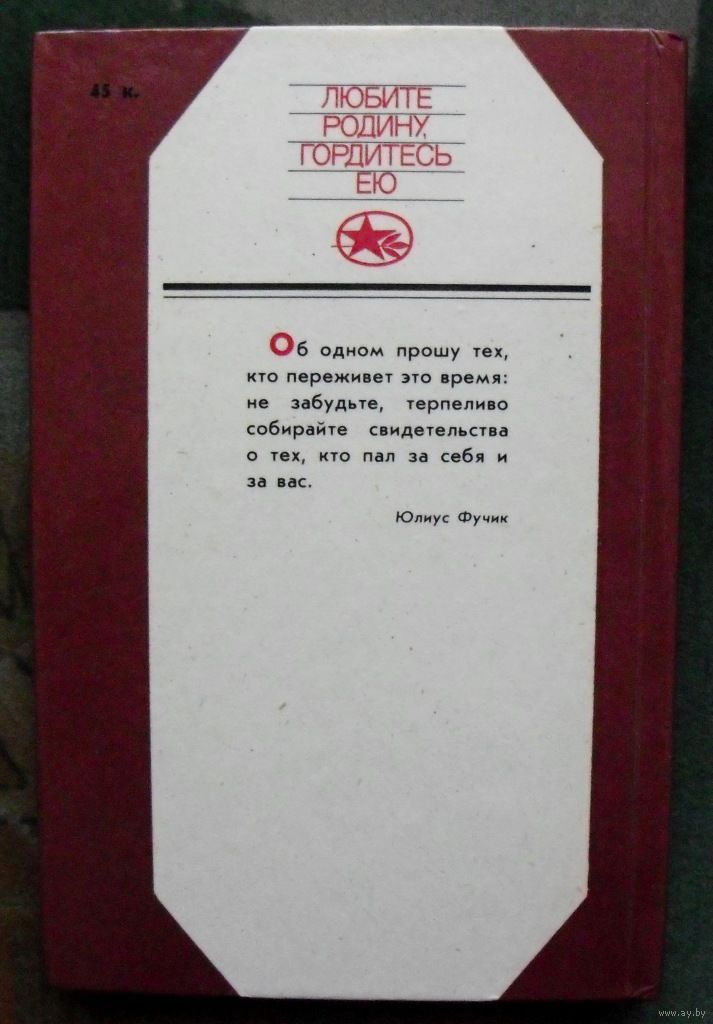 45 к.
ЛЮБИТЕ
РОДИНУ,
ГОРДИТЕСЬ
ЕЮ
Об одном прошу тех,
кто переживет это время:
не забудьте, терпеливо
собирайте свидетельства
о тех, кто пал за себя и
за вас.
Юлиус Фучик
www.ay.by